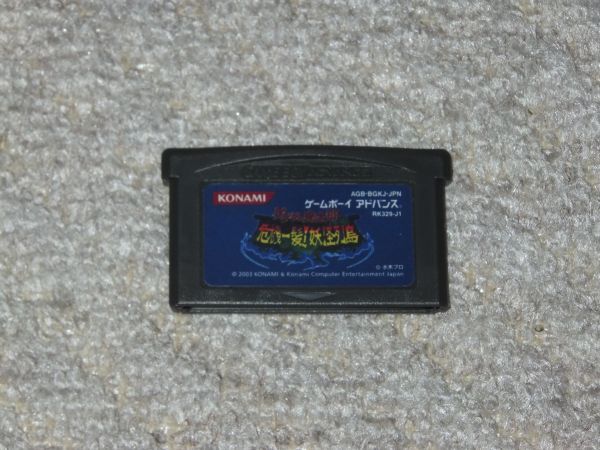 KONAMI
AGB-BGKJ-JPN
ゲームボーイ アドバンス
RK329-J1
危機一髪!妖怪列島
© 水木プロ
© 2003 KONAMI & Konami Computer Entertainment Japan